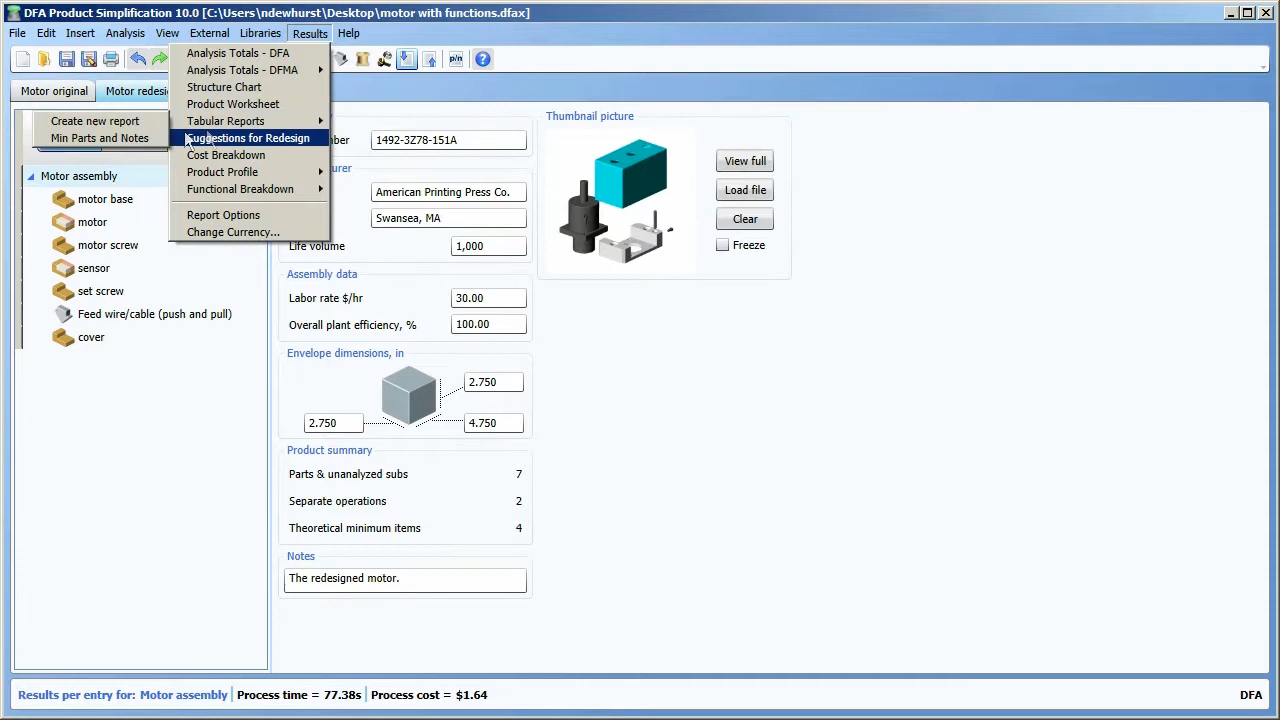 DFA Product Simplification 10.0 [C:\Users\ndewhurst\Desktop\motor with functions.dfax]
File Edit Insert Analysis View External Libraries Results Help
p/n ?
Motor original
Motor redesi
Analysis Totals - DFA
Analysis Totals - DFMA
Structure Chart
Product Worksheet
Tabular Reports
Suggestions for Redesign
Cost Breakdown
Product Profile
Functional Breakdown
Report Options
Change Currency...
Create new report
Min Parts and Notes
Motor assembly
motor base
motor
motor screw
sensor
set screw
Feed wire/cable (push and pull)
cover
1492-3Z78-151A
American Printing Press Co.
Swansea, MA
Life volume 1,000
Assembly data
Labor rate $/hr 30.00
Overall plant efficiency, % 100.00
Envelope dimensions, in
2.750
2.750 4.750
Product summary
Parts & unanalyzed subs 7
Separate operations 2
Theoretical minimum items 4
Notes
The redesigned motor.
Thumbnail picture
View full
Load file
Clear
Freeze
Results per entry for: Motor assembly Process time = 77.38s Process cost = $1.64 DFA